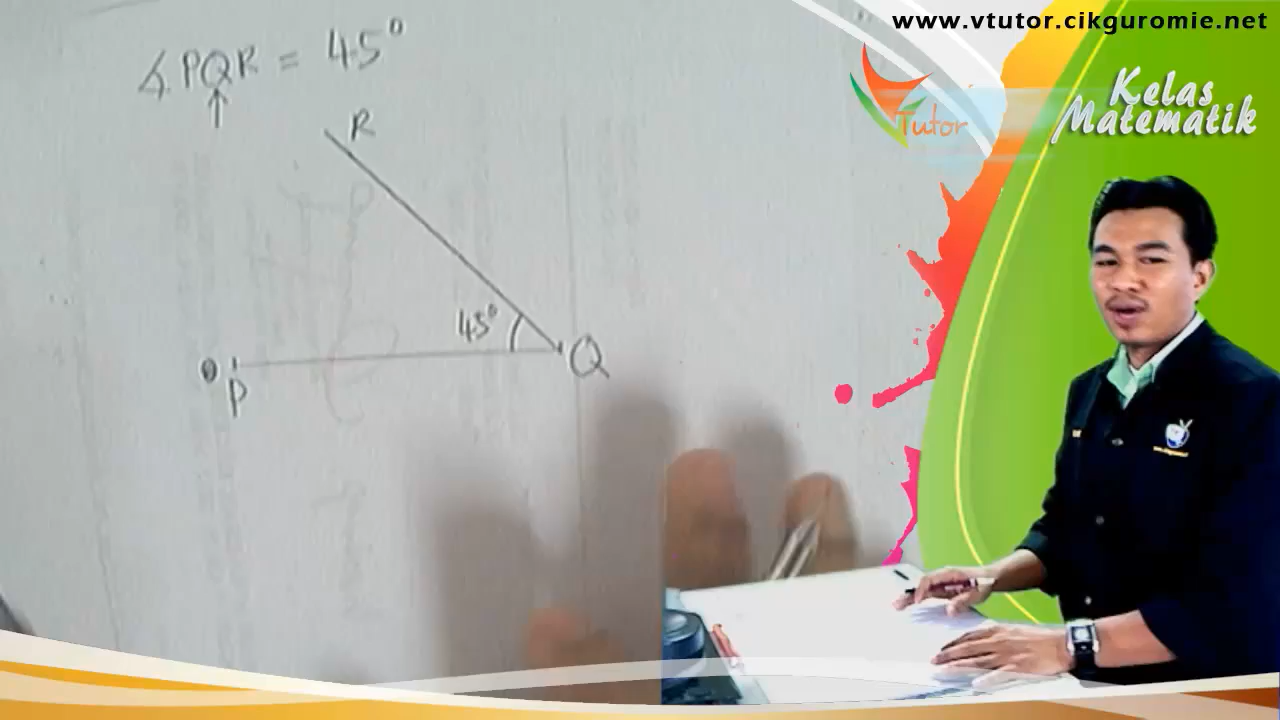 www.vtutor.cikguromie.net
∡PQR = 45°
↑
R
Tutor
Kelas
Matematik
45°
Q
P